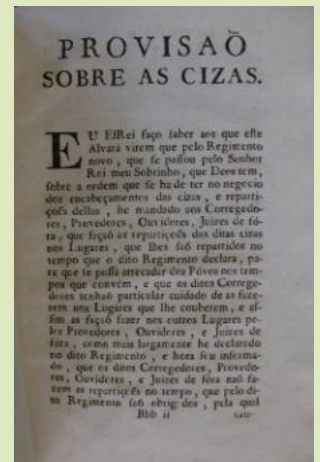 PROVISAÕ
SOBRE AS CIZAS.
EU ElRei faço saber aos que este
Alvará virem que pelo Regimento
novo, que se passou pelo Senhor
Rei meu Sobrinho, que Deos tem,
sobre a ordem que se ha de ter no negocio
dos encabeçamentos das cizas, e reparti-
çoẽs dellas, he mandado aos Corregedo-
res, Provedores, Ouvidores, Juizes de fó-
ra, que façaõ as repartiçoẽs das ditas cizas
nos Lugares, que lhes saõ repartidos no
tempo que o dito Regimento declara, pa-
ra que se possa arrecadar dos Póvos nos tem-
pos que convém, e que os ditos Correge-
dores tenhaõ particular cuidado de as faze-
rem nos Lugares que lhe couberem, e as-
sim as façaõ fazer nos outros Lugares pe-
los Provedores, Ouvidores, e Juizes de
fóra, como mais largamente he declarado
no dito Regimento, e hora sou informa-
do, que os ditos Corregedores, Provedo-
res, Ouvidores, e Juizes de fóra naõ fa-
zem as repartiçoẽs no tempo, que pelo di-
to Regimento saõ obrigados, pela qual
Bbb ii